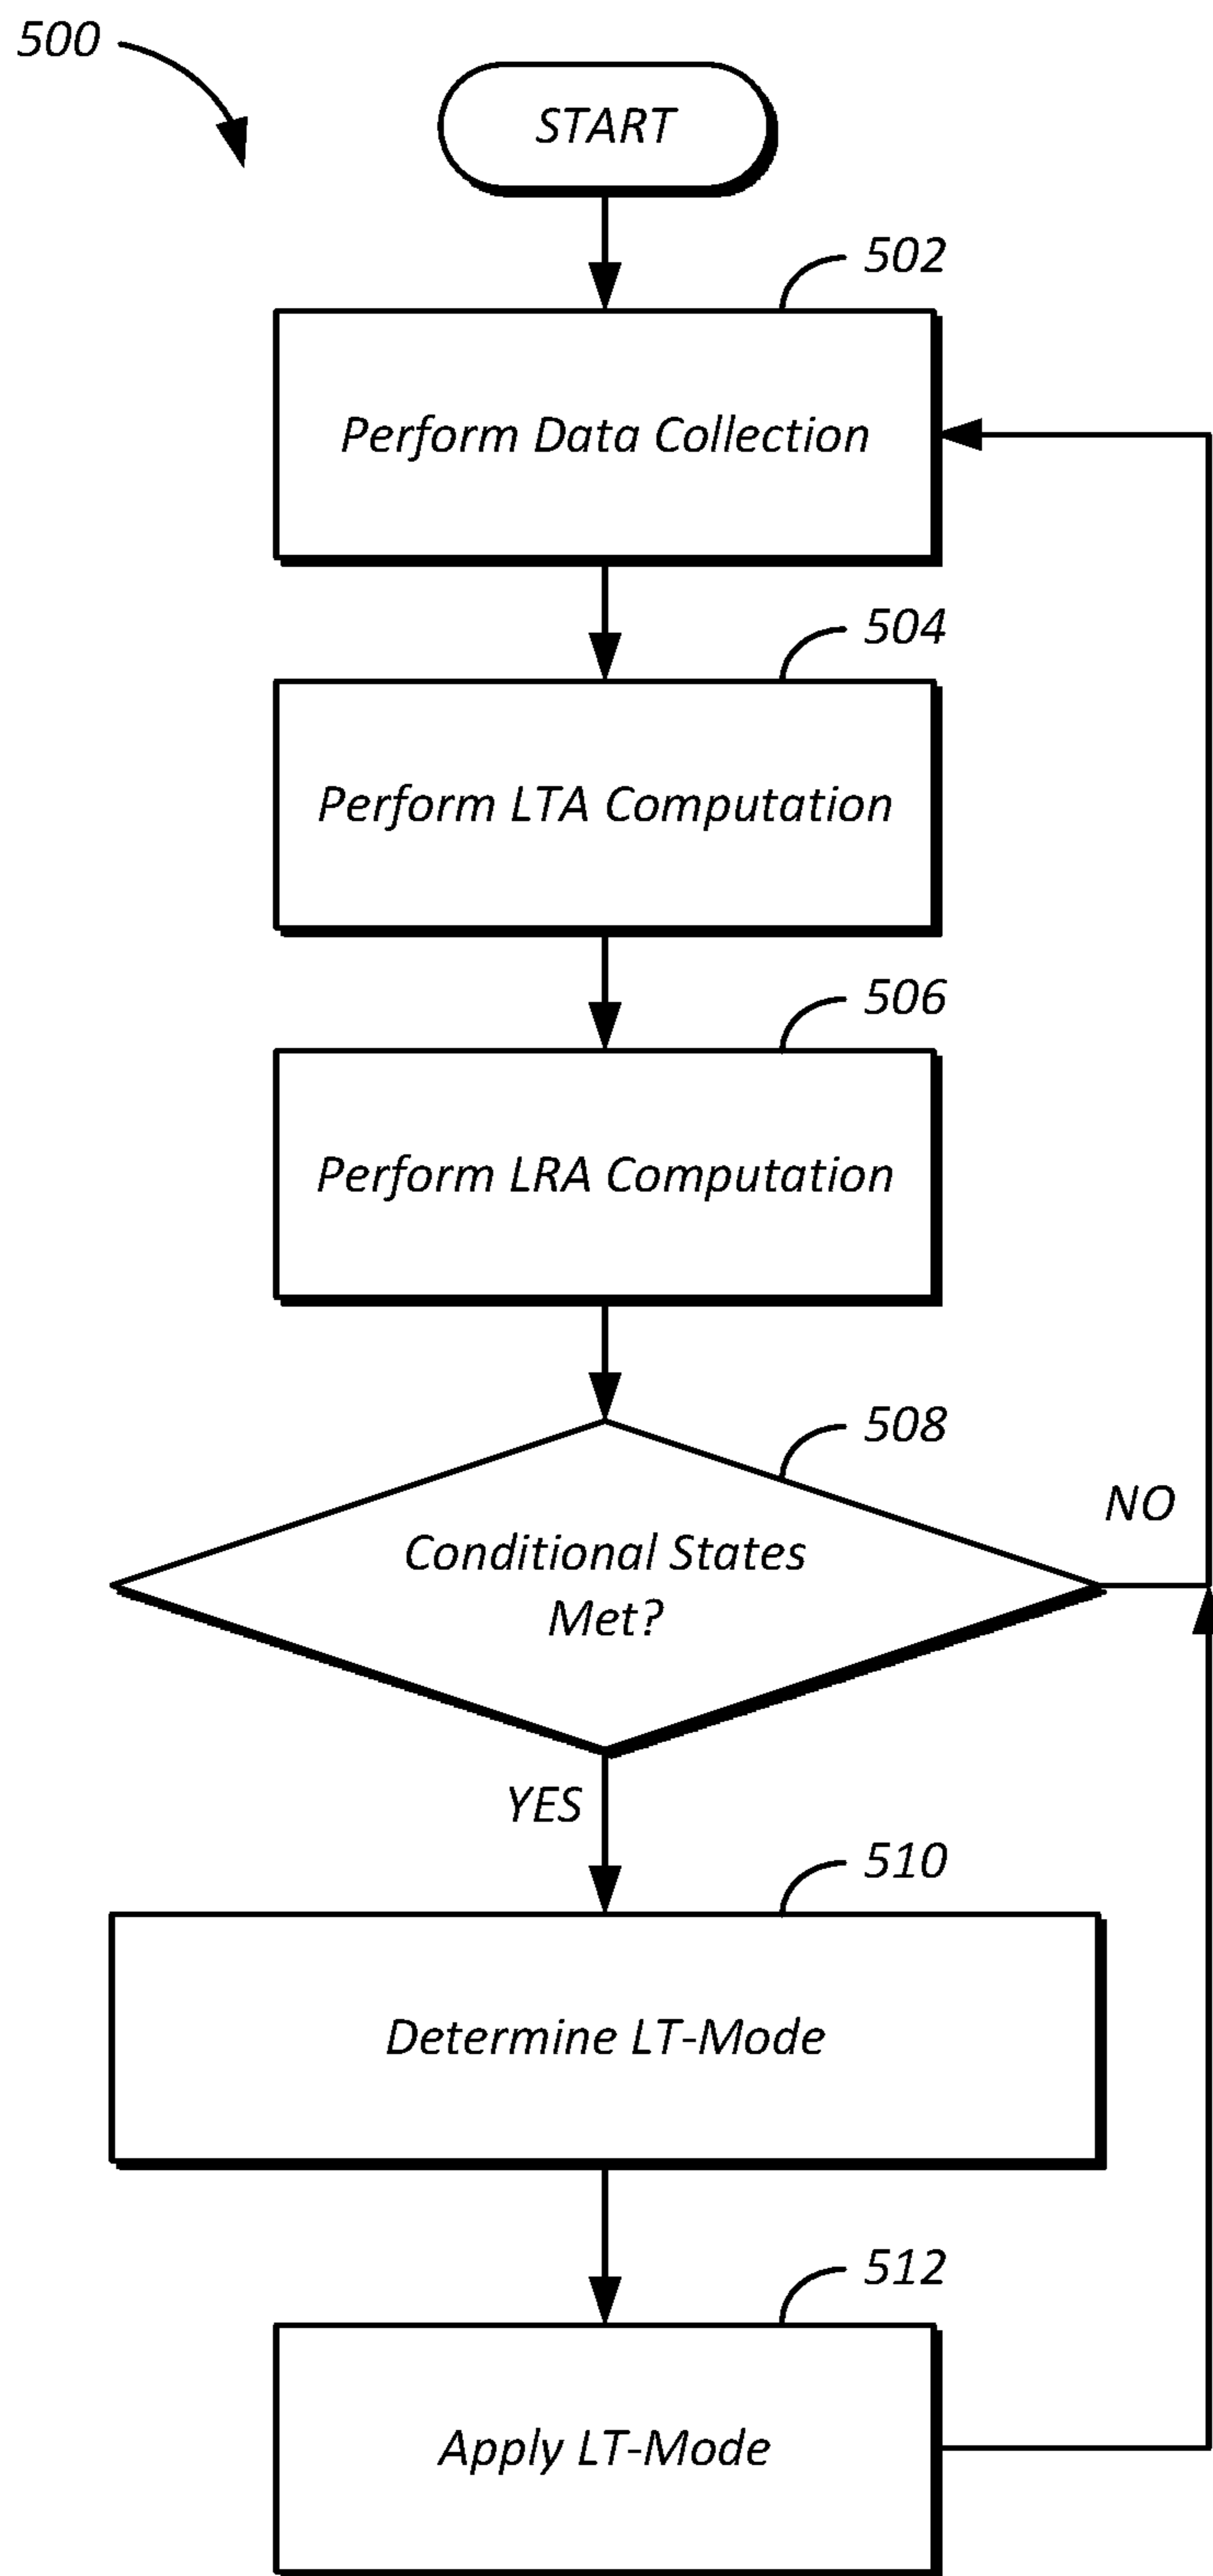 500
START
502
Perform Data Collection
504
Perform LTA Computation
506
Perform LRA Computation
508
Conditional States
Met?
NO
YES
510
Determine LT-Mode
512
Apply LT-Mode